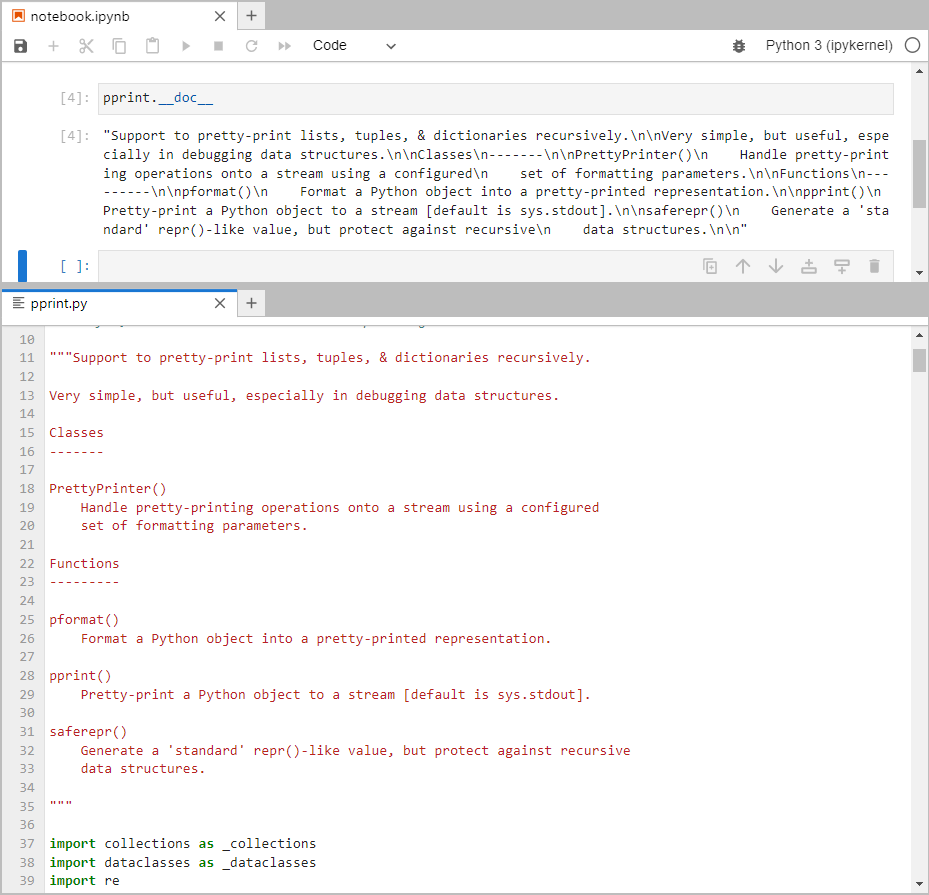 notebook.ipynb
Code
Python 3 (ipykernel)
[4]: pprint.__doc__
[4]: "Support to pretty-print lists, tuples, & dictionaries recursively.\n\nVery simple, but useful, espe
cially in debugging data structures.\n\nClasses\n-------\n\nPrettyPrinter()\n    Handle pretty-print
ing operations onto a stream using a configured\n    set of formatting parameters.\n\nFunctions\n---
------\n\npformat()\n    Format a Python object into a pretty-printed representation.\n\npprint()\n
Pretty-print a Python object to a stream [default is sys.stdout].\n\nsaferepr()\n    Generate a 'sta
ndard' repr()-like value, but protect against recursive\n    data structures.\n\n"
[ ]:
pprint.py
10
11 """Support to pretty-print lists, tuples, & dictionaries recursively.
12
13 Very simple, but useful, especially in debugging data structures.
14
15 Classes
16 -------
17
18 PrettyPrinter()
19     Handle pretty-printing operations onto a stream using a configured
20     set of formatting parameters.
21
22 Functions
23 ---------
24
25 pformat()
26     Format a Python object into a pretty-printed representation.
27
28 pprint()
29     Pretty-print a Python object to a stream [default is sys.stdout].
30
31 saferepr()
32     Generate a 'standard' repr()-like value, but protect against recursive
33     data structures.
34
35 """
36
37 import collections as _collections
38 import dataclasses as _dataclasses
39 import re